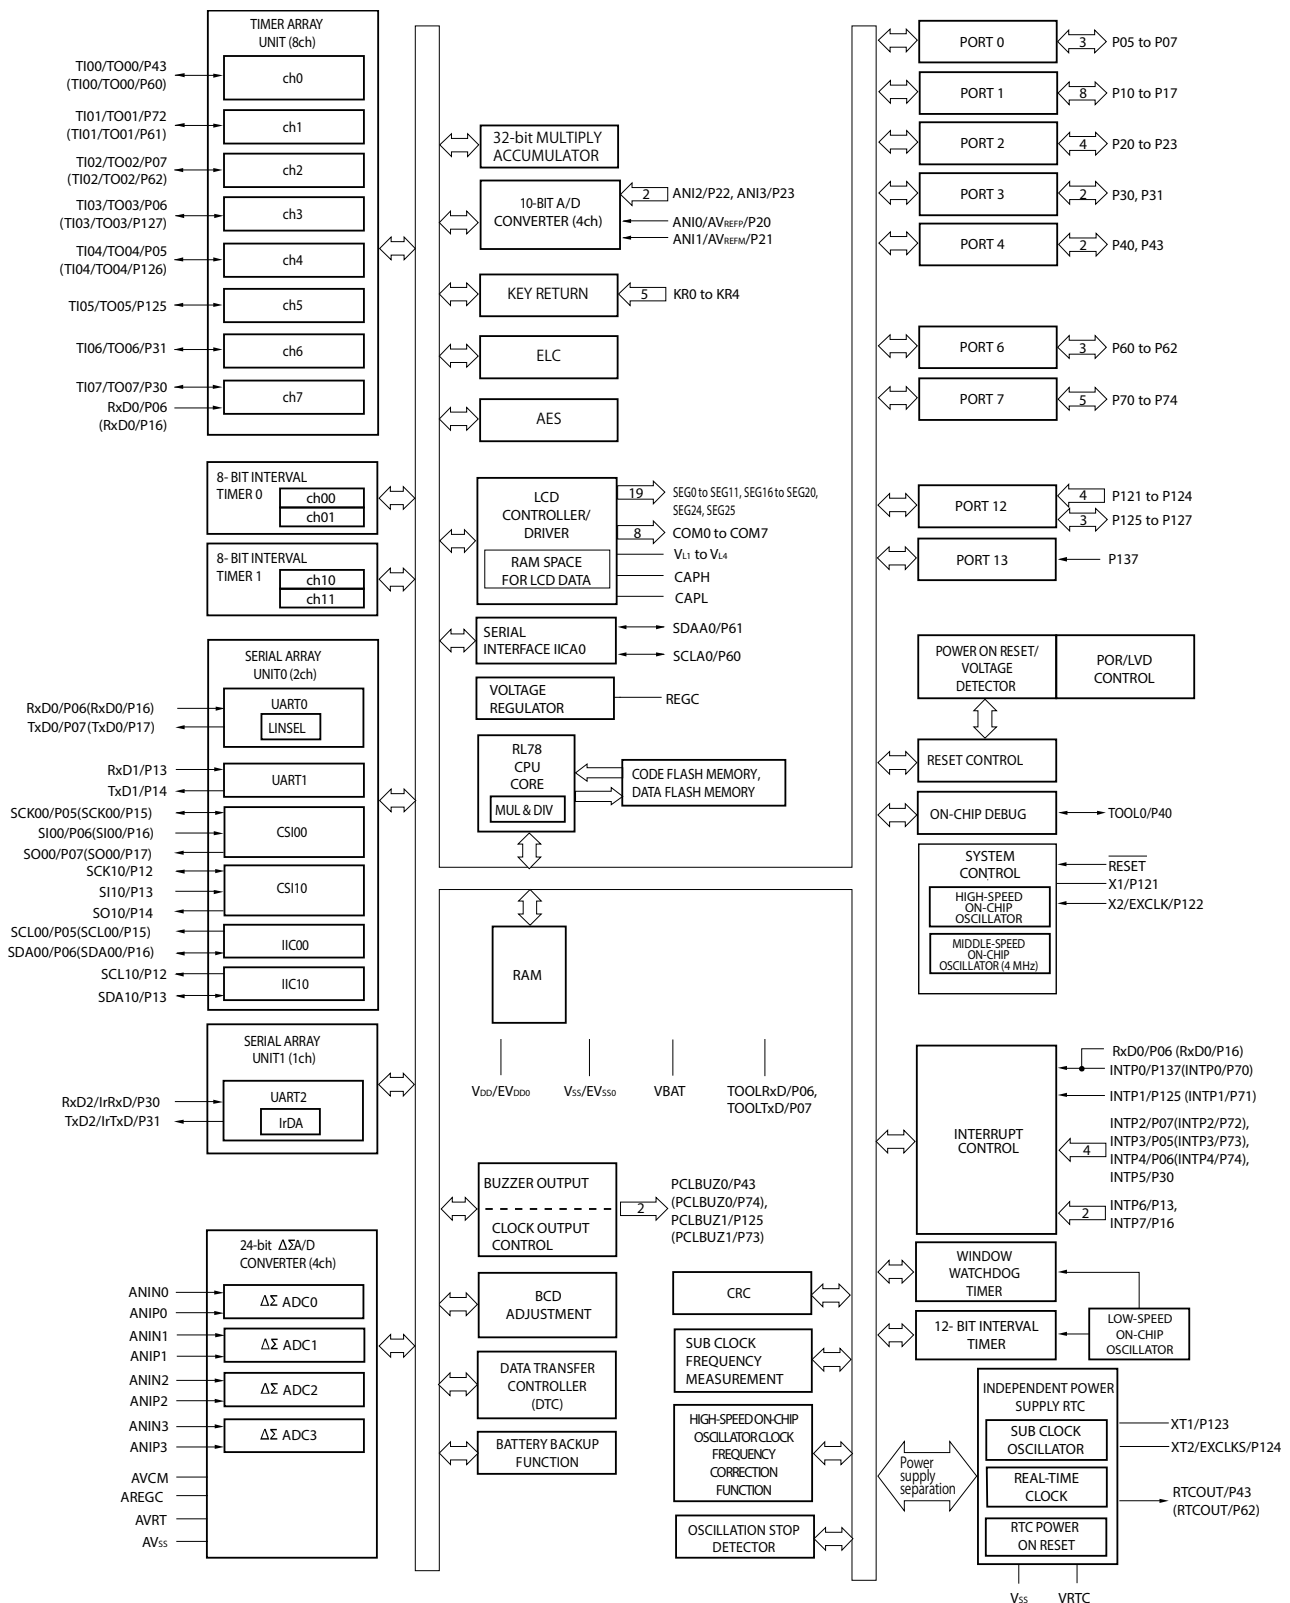 TIMER ARRAY
UNIT (8ch)
TI00/TO00/P43
(TI00/TO00/P60)
ch0
TI01/TO01/P72
(TI01/TO01/P61)
ch1
TI02/TO02/P07
(TI02/TO02/P62)
ch2
TI03/TO03/P06
(TI03/TO03/P127)
ch3
TI04/TO04/P05
(TI04/TO04/P126)
ch4
TI05/TO05/P125
ch5
TI06/TO06/P31
ch6
TI07/TO07/P30
RxD0/P06
(RxD0/P16)
ch7
8- BIT INTERVAL
TIMER 0
ch00
ch01
8- BIT INTERVAL
TIMER 1
ch10
ch11
SERIAL ARRAY
UNIT0 (2ch)
RxD0/P06(RxD0/P16)
TxD0/P07(TxD0/P17)
UART0
LINSEL
RxD1/P13
TxD1/P14
UART1
SCK00/P05(SCK00/P15)
SI00/P06(SI00/P16)
SO00/P07(SO00/P17)
CSI00
SCK10/P12
SI10/P13
SO10/P14
CSI10
SCL00/P05(SCL00/P15)
SDA00/P06(SDA00/P16)
IIC00
SCL10/P12
SDA10/P13
IIC10
SERIAL ARRAY
UNIT1 (1ch)
RxD2/IrRxD/P30
TxD2/IrTxD/P31
UART2
IrDA
24-bit ΔΣA/D
CONVERTER (4ch)
ANIN0
ANIP0
ΔΣ ADC0
ANIN1
ANIP1
ΔΣ ADC1
ANIN2
ANIP2
ΔΣ ADC2
ANIN3
ANIP3
ΔΣ ADC3
AVCM
AREGC
AVRT
AVss
32-bit MULTIPLY
ACCUMULATOR
10-BIT A/D
CONVERTER (4ch)
2
ANI2/P22, ANI3/P23
ANI0/AVREFP/P20
ANI1/AVREFM/P21
KEY RETURN
5
KR0 to KR4
ELC
AES
LCD
CONTROLLER/
DRIVER
RAM SPACE
FOR LCD DATA
19
SEG0 to SEG11, SEG16 to SEG20,
SEG24, SEG25
8
COM0 to COM7
VL1 to VL4
CAPH
CAPL
SERIAL
INTERFACE IICA0
SDAA0/P61
SCLA0/P60
VOLTAGE
REGULATOR
REGC
RL78
CPU
CORE
MUL & DIV
CODE FLASH MEMORY,
DATA FLASH MEMORY
RAM
VDD/EVDD0
Vss/EVss0
VBAT
TOOLRxD/P06,
TOOLTxD/P07
BUZZER OUTPUT
CLOCK OUTPUT
CONTROL
2
PCLBUZ0/P43
(PCLBUZ0/P74),
PCLBUZ1/P125
(PCLBUZ1/P73)
BCD
ADJUSTMENT
DATA TRANSFER
CONTROLLER
(DTC)
BATTERY BACKUP
FUNCTION
CRC
SUB CLOCK
FREQUENCY
MEASUREMENT
HIGH-SPEED ON-CHIP
OSCILLATOR CLOCK
FREQUENCY
CORRECTION
FUNCTION
OSCILLATION STOP
DETECTOR
PORT 0
3
P05 to P07
PORT 1
8
P10 to P17
PORT 2
4
P20 to P23
PORT 3
2
P30, P31
PORT 4
2
P40, P43
PORT 6
3
P60 to P62
PORT 7
5
P70 to P74
PORT 12
4
P121 to P124
3
P125 to P127
PORT 13
P137
POWER ON RESET/
VOLTAGE
DETECTOR
POR/LVD
CONTROL
RESET CONTROL
ON-CHIP DEBUG
TOOL0/P40
SYSTEM
CONTROL
HIGH-SPEED
ON-CHIP
OSCILLATOR
MIDDLE-SPEED
ON-CHIP
OSCILLATOR (4 MHz)
RESET
X1/P121
X2/EXCLK/P122
INTERRUPT
CONTROL
RxD0/P06 (RxD0/P16)
INTP0/P137(INTP0/P70)
INTP1/P125 (INTP1/P71)
4
INTP2/P07(INTP2/P72),
INTP3/P05(INTP3/P73),
INTP4/P06(INTP4/P74),
INTP5/P30
2
INTP6/P13,
INTP7/P16
WINDOW
WATCHDOG
TIMER
12- BIT INTERVAL
TIMER
LOW-SPEED
ON-CHIP
OSCILLATOR
Power
supply
separation
INDEPENDENT POWER
SUPPLY RTC
SUB CLOCK
OSCILLATOR
REAL-TIME
CLOCK
RTC POWER
ON RESET
XT1/P123
XT2/EXCLKS/P124
RTCOUT/P43
(RTCOUT/P62)
Vss
VRTC